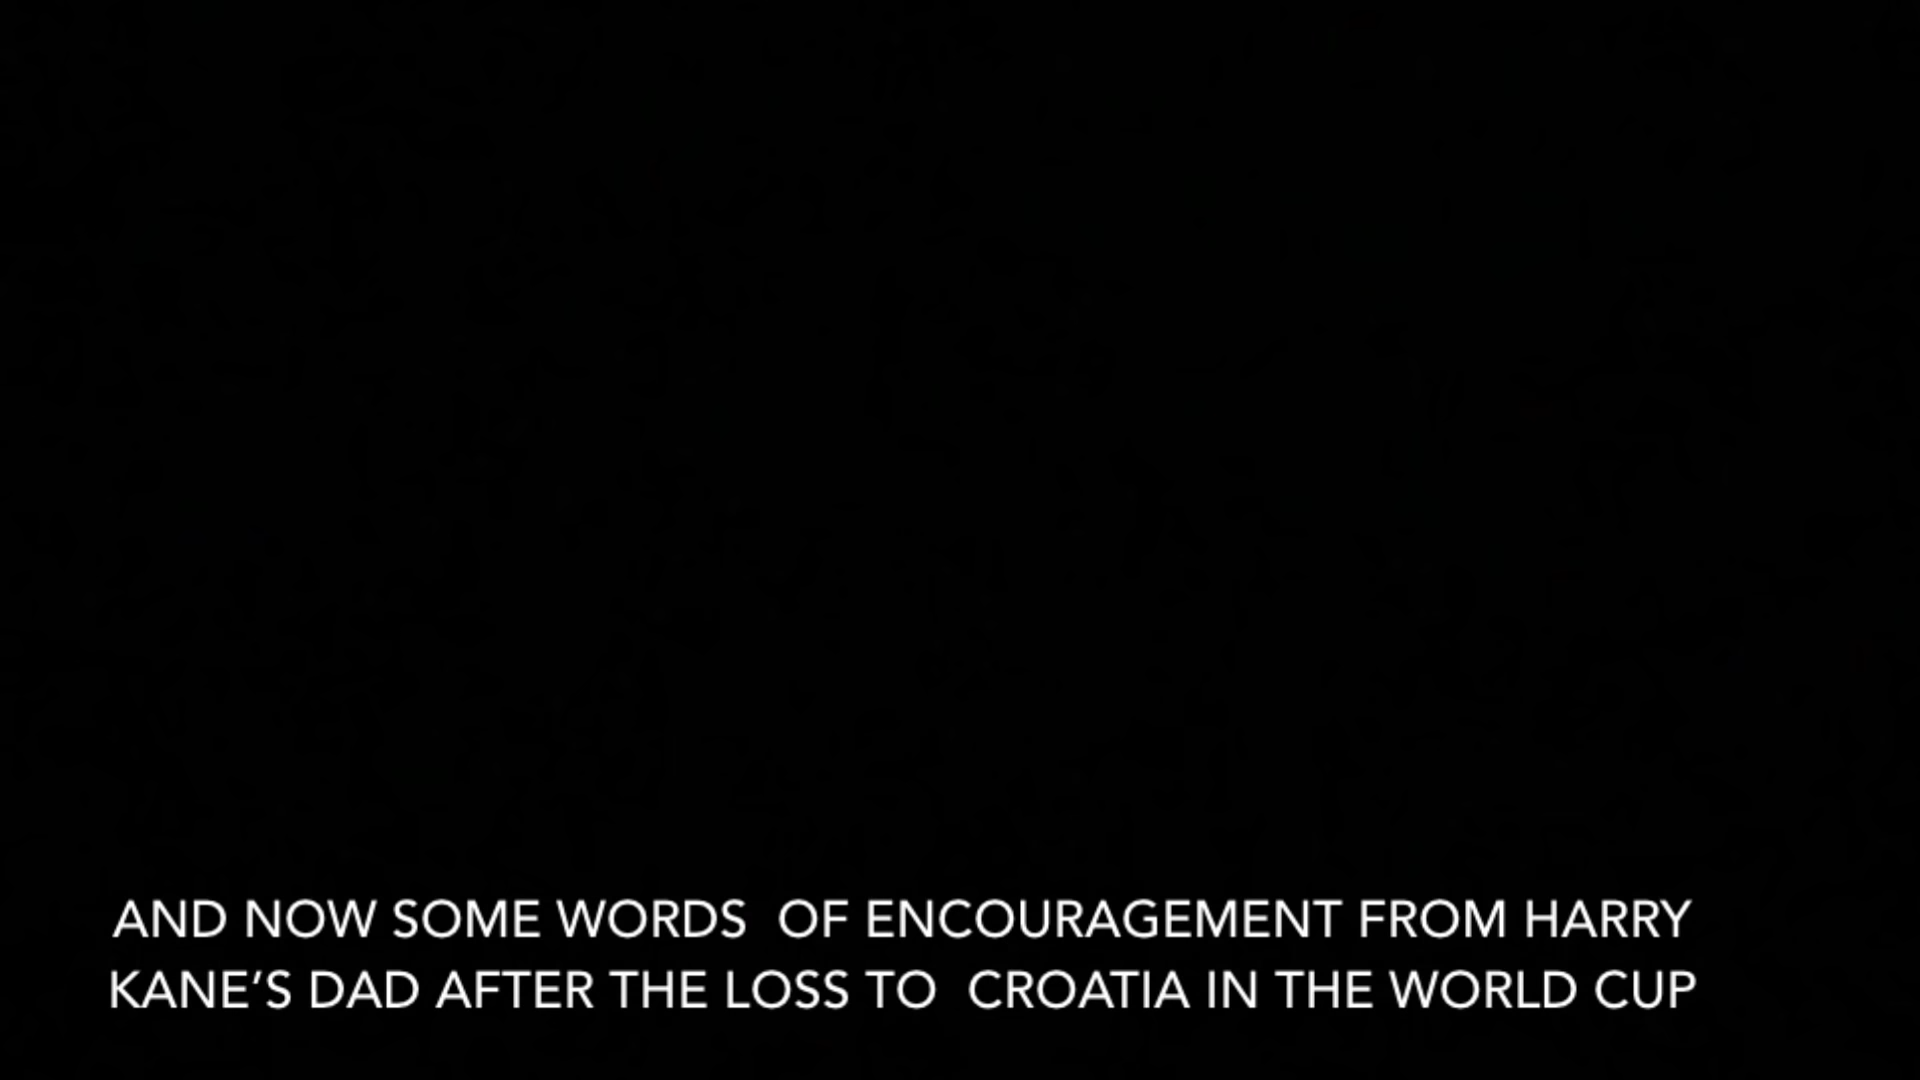 AND NOW SOME WORDS  OF ENCOURAGEMENT FROM HARRY
KANE’S DAD AFTER THE LOSS TO  CROATIA IN THE WORLD CUP